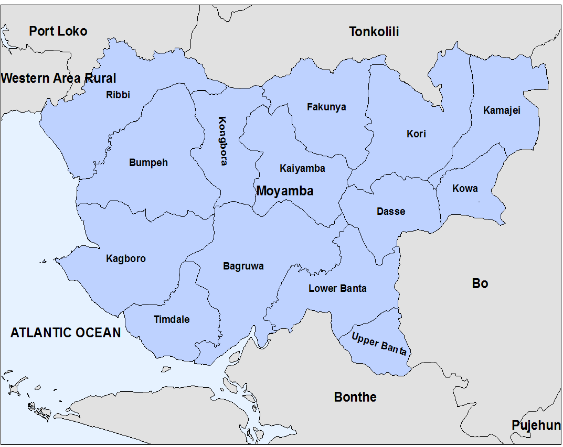 Port Loko
Tonkolili
Western Area Rural
Ribbi
Fakunya
Kamajei
Kongbora
Kori
Bumpeh
Kaiyamba
Moyamba
Kowa
Dasse
Kagboro
Bagruwa
Lower Banta
Bo
Timdale
ATLANTIC OCEAN
Upper Banta
Bonthe
Pujehun